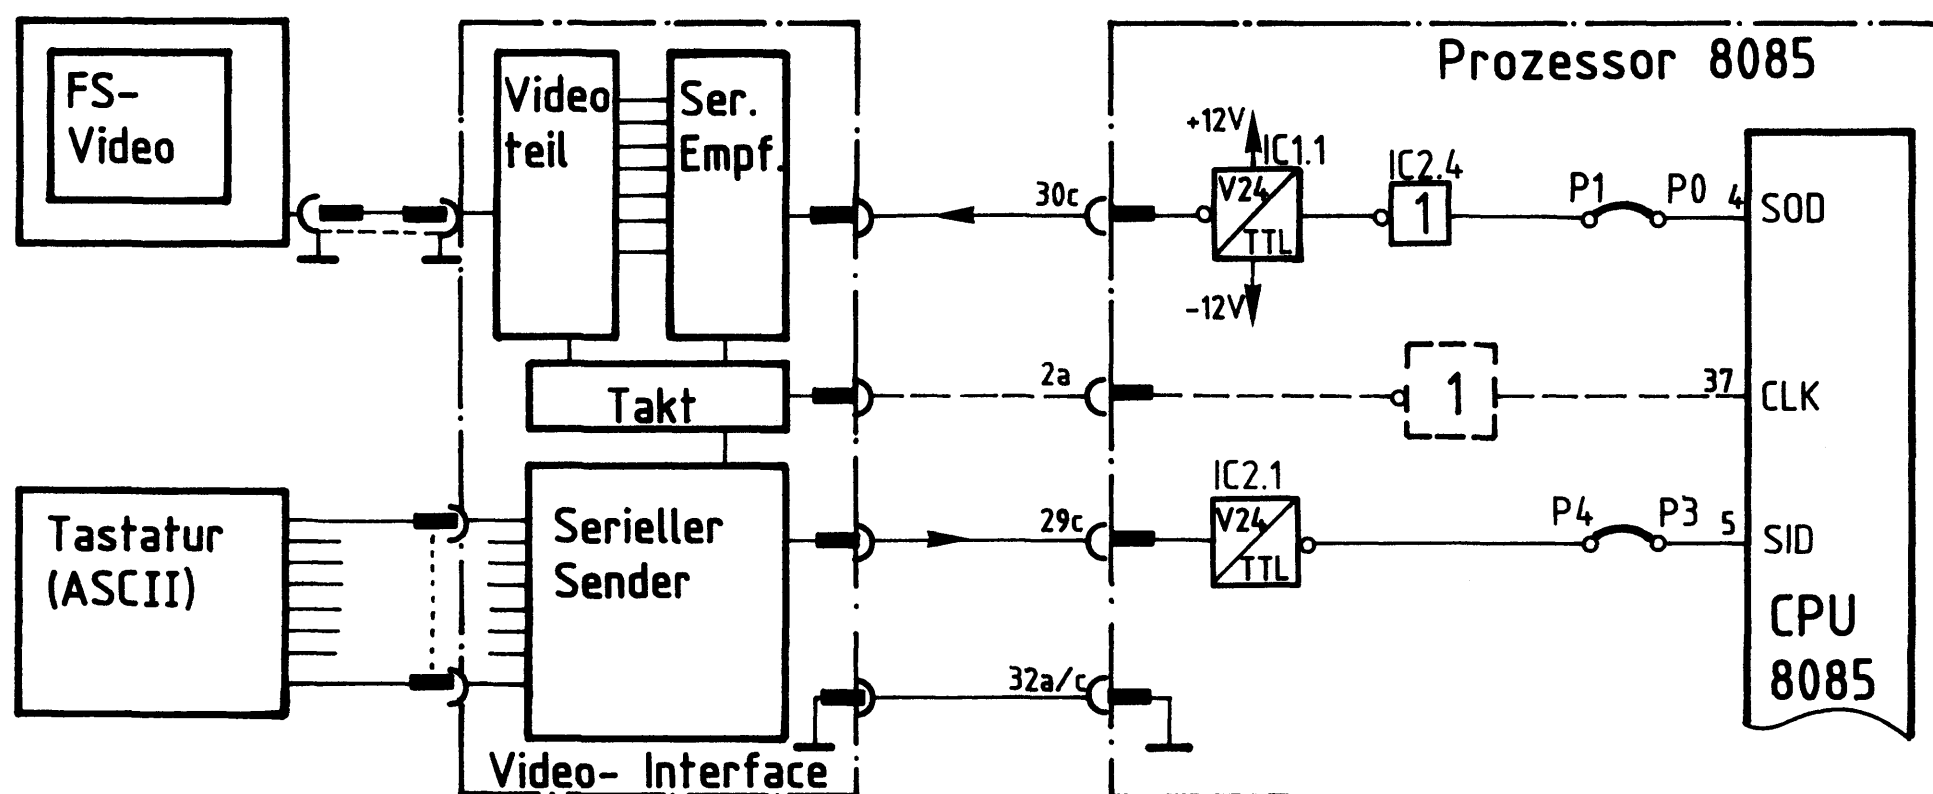 FS-
Video
Video
teil
Ser.
Empf.
Takt
Tastatur
(ASCII)
Serieller
Sender
Video- Interface
30c
2a
29c
32a/c
Prozessor 8085
+12V
IC1.1
V24
TTL
-12V
IC2.4
1
P1
P0
4
SOD
1
37
CLK
IC2.1
V24
TTL
P4
P3
5
SID
CPU
8085